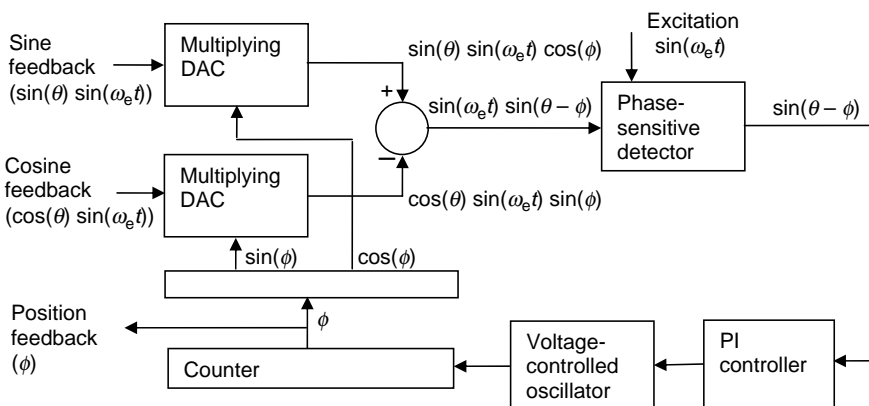 Sine
feedback
(sin(θ) sin(ωₑt))
Multiplying
DAC
sin(θ) sin(ωₑt) cos(ϕ)
Excitation
sin(ωₑt)
+
sin(ωₑt) sin(θ − ϕ)
−
Phase-
sensitive
detector
sin(θ − ϕ)
Cosine
feedback
(cos(θ) sin(ωₑt))
Multiplying
DAC
cos(θ) sin(ωₑt) sin(ϕ)
sin(ϕ)
cos(ϕ)
Position
feedback
(ϕ)
ϕ
Counter
Voltage-
controlled
oscillator
PI
controller